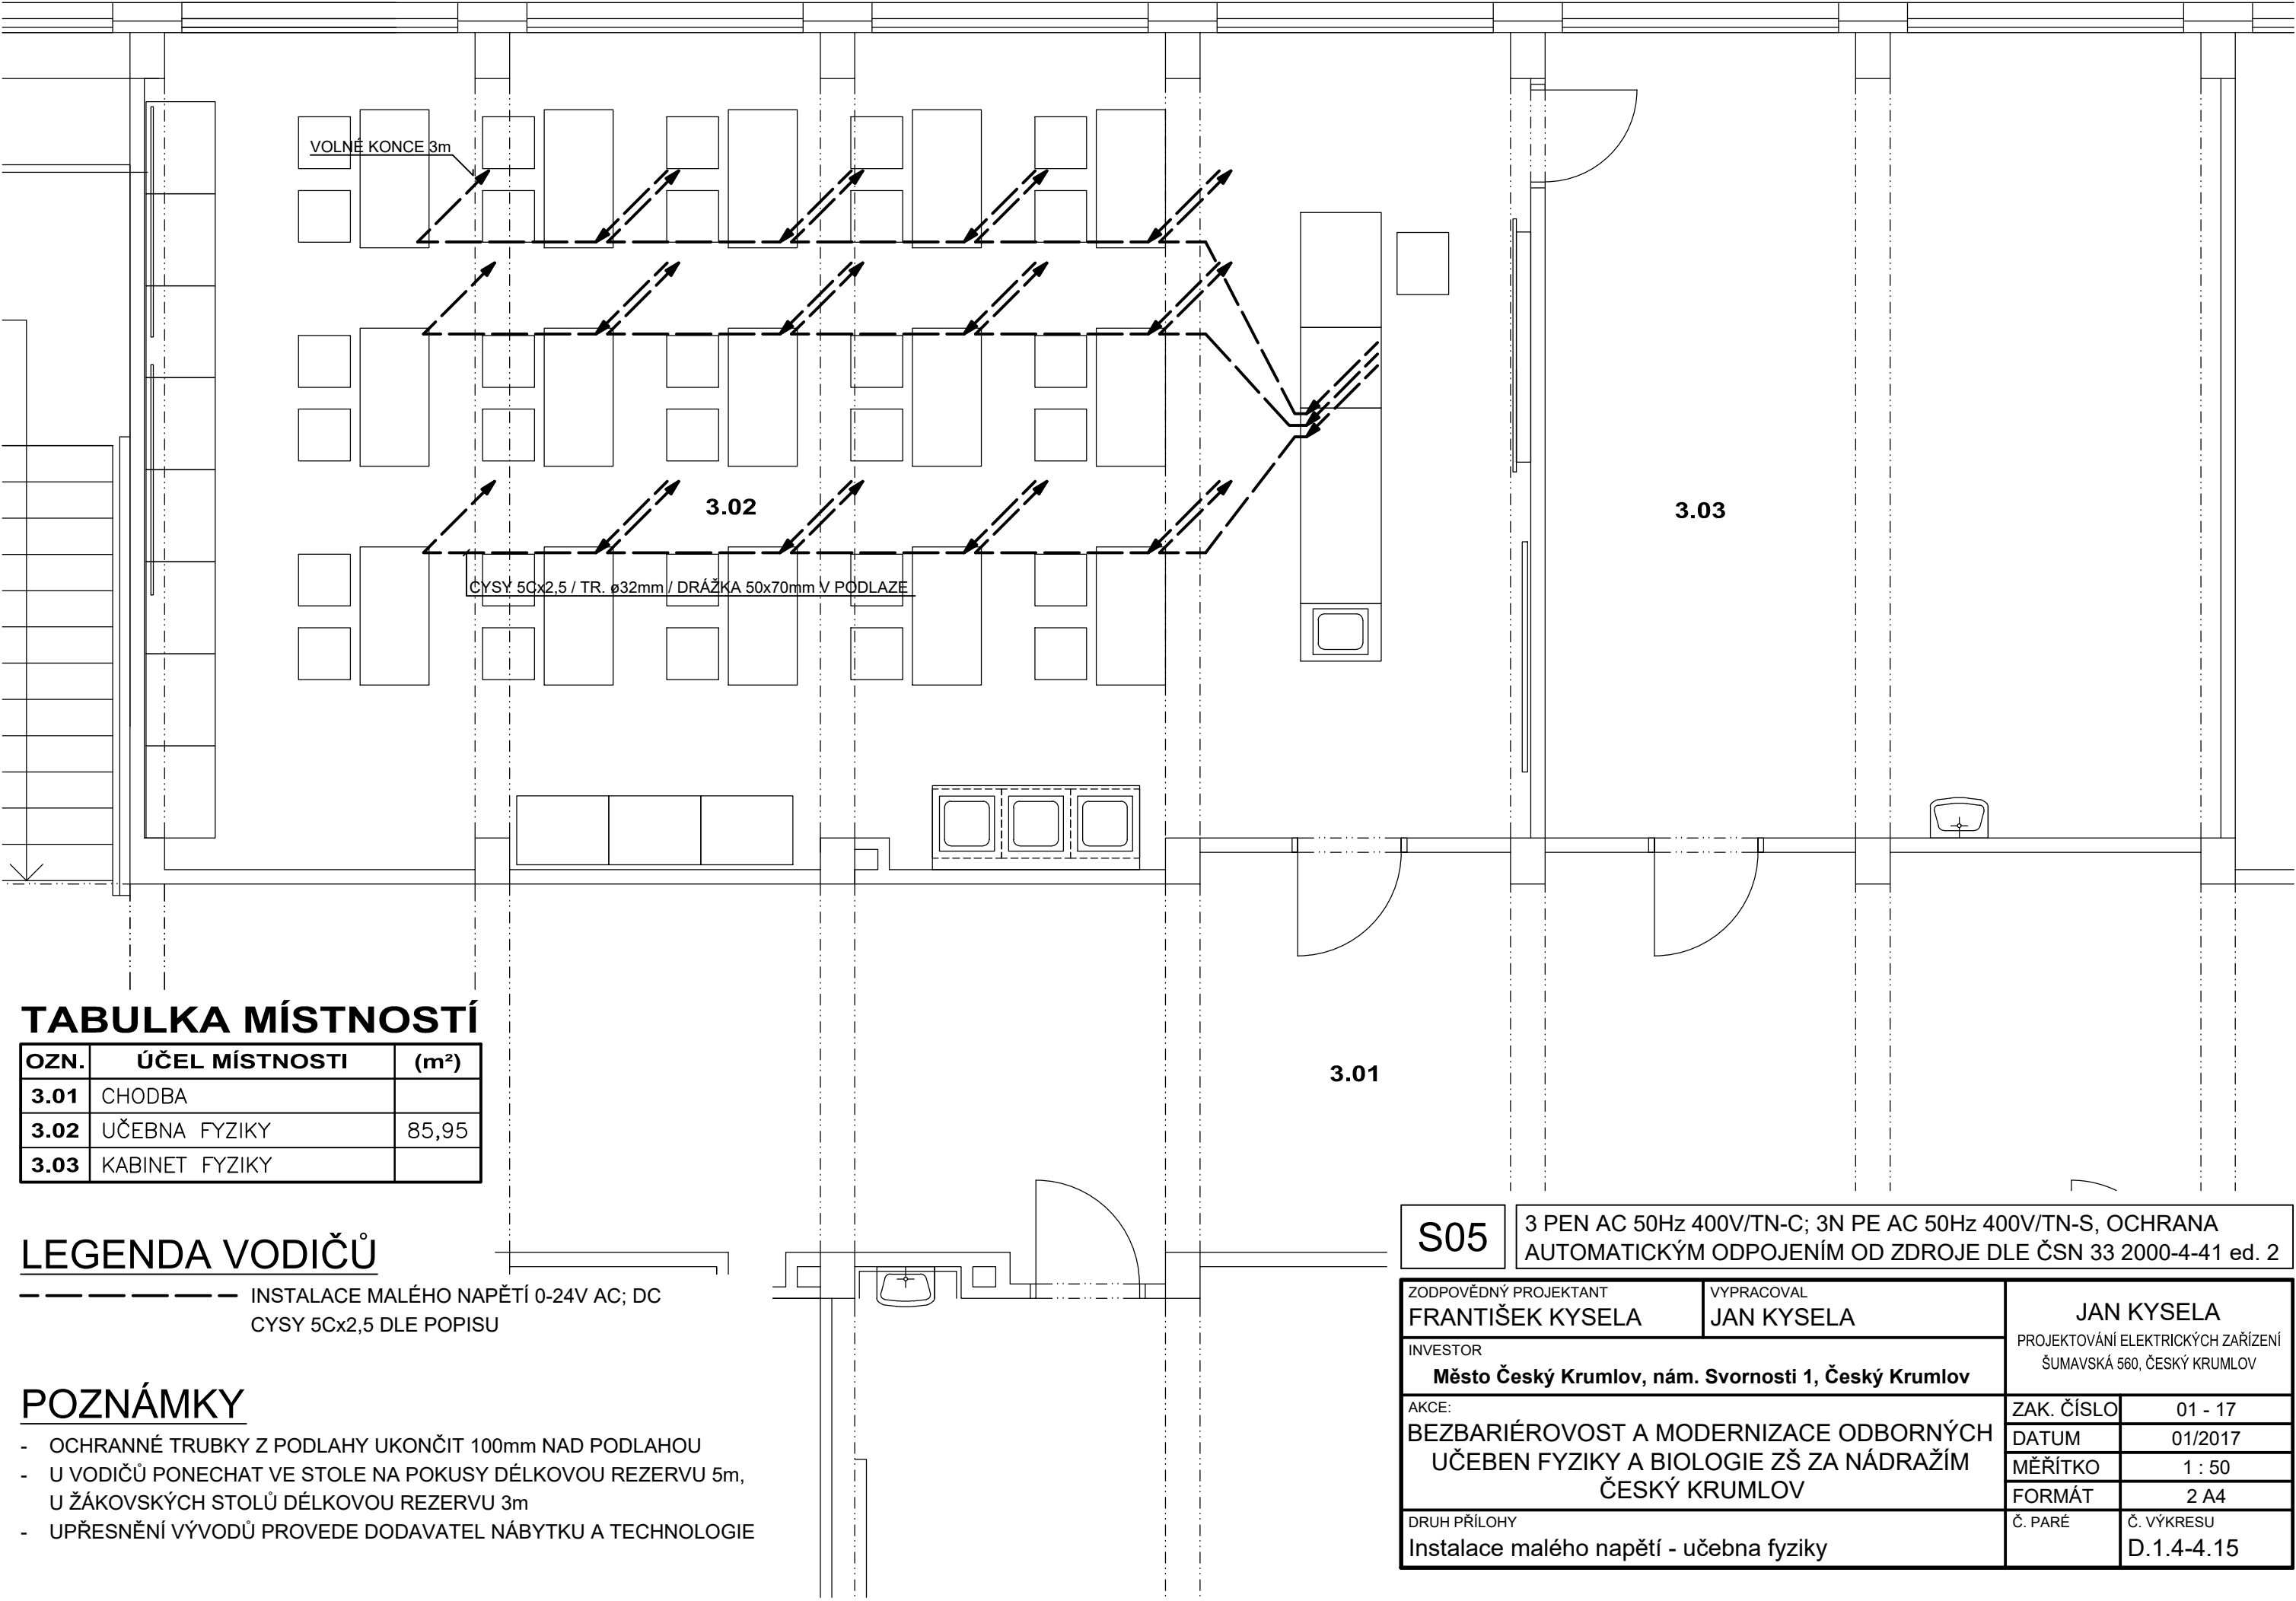 VOLNÉ KONCE 3m
3.02
3.03
CYSY 5Cx2,5 / TR. ø32mm / DRÁŽKA 50x70mm V PODLAZE
3.01
TABULKA MÍSTNOSTÍ
OZN. ÚČEL MÍSTNOSTI (m²)
3.01 CHODBA
3.02 UČEBNA FYZIKY 85,95
3.03 KABINET FYZIKY
LEGENDA VODIČŮ
INSTALACE MALÉHO NAPĚTÍ 0-24V AC; DC
CYSY 5Cx2,5 DLE POPISU
POZNÁMKY
- OCHRANNÉ TRUBKY Z PODLAHY UKONČIT 100mm NAD PODLAHOU
- U VODIČŮ PONECHAT VE STOLE NA POKUSY DÉLKOVOU REZERVU 5m,
U ŽÁKOVSKÝCH STOLŮ DÉLKOVOU REZERVU 3m
- UPŘESNĚNÍ VÝVODŮ PROVEDE DODAVATEL NÁBYTKU A TECHNOLOGIE
S05
3 PEN AC 50Hz 400V/TN-C; 3N PE AC 50Hz 400V/TN-S, OCHRANA
AUTOMATICKÝM ODPOJENÍM OD ZDROJE DLE ČSN 33 2000-4-41 ed. 2
ZODPOVĚDNÝ PROJEKTANT
FRANTIŠEK KYSELA
VYPRACOVAL
JAN KYSELA
JAN KYSELA
PROJEKTOVÁNÍ ELEKTRICKÝCH ZAŘÍZENÍ
ŠUMAVSKÁ 560, ČESKÝ KRUMLOV
INVESTOR
Město Český Krumlov, nám. Svornosti 1, Český Krumlov
AKCE:
BEZBARIÉROVOST A MODERNIZACE ODBORNÝCH
UČEBEN FYZIKY A BIOLOGIE ZŠ ZA NÁDRAŽÍM
ČESKÝ KRUMLOV
ZAK. ČÍSLO 01 - 17
DATUM 01/2017
MĚŘÍTKO 1 : 50
FORMÁT 2 A4
DRUH PŘÍLOHY
Instalace malého napětí - učebna fyziky
Č. PARÉ
Č. VÝKRESU
D.1.4-4.15